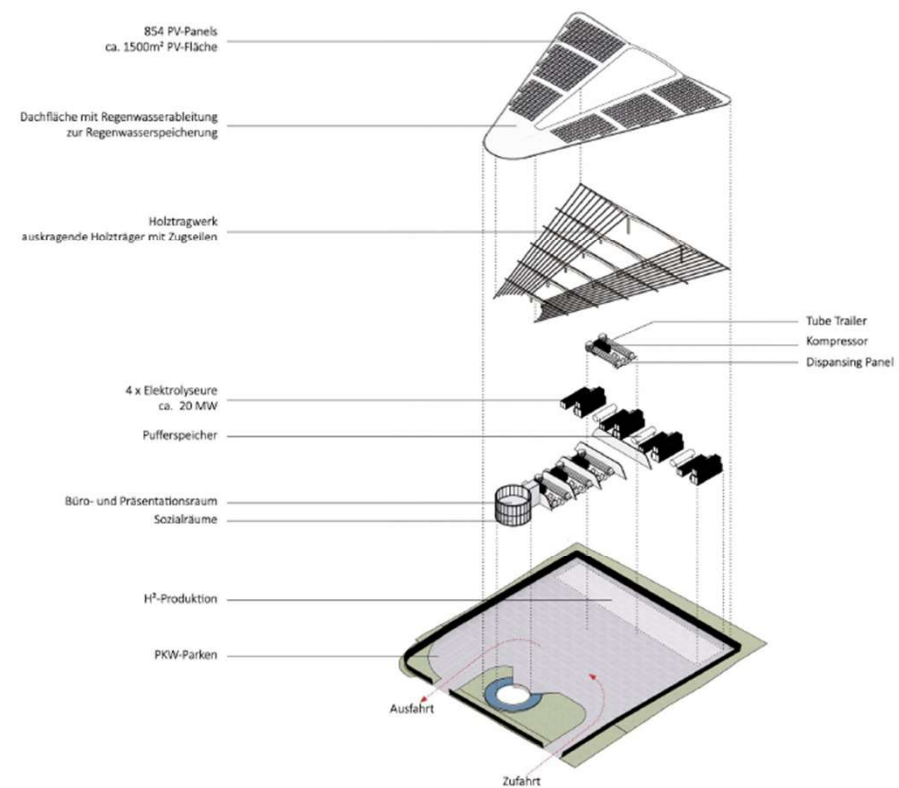 854 PV-Panels
ca. 1500m² PV-Fläche
Dachfläche mit Regenwasserableitung
zur Regenwasserspeicherung
Holztragwerk
auskragende Holzträger mit Zugseilen
Tube Trailer
Kompressor
Dispansing Panel
4 x Elektrolyseure
ca. 20 MW
Pufferspeicher
Büro- und Präsentationsraum
Sozialräume
H²-Produktion
PKW-Parken
Ausfahrt
Zufahrt